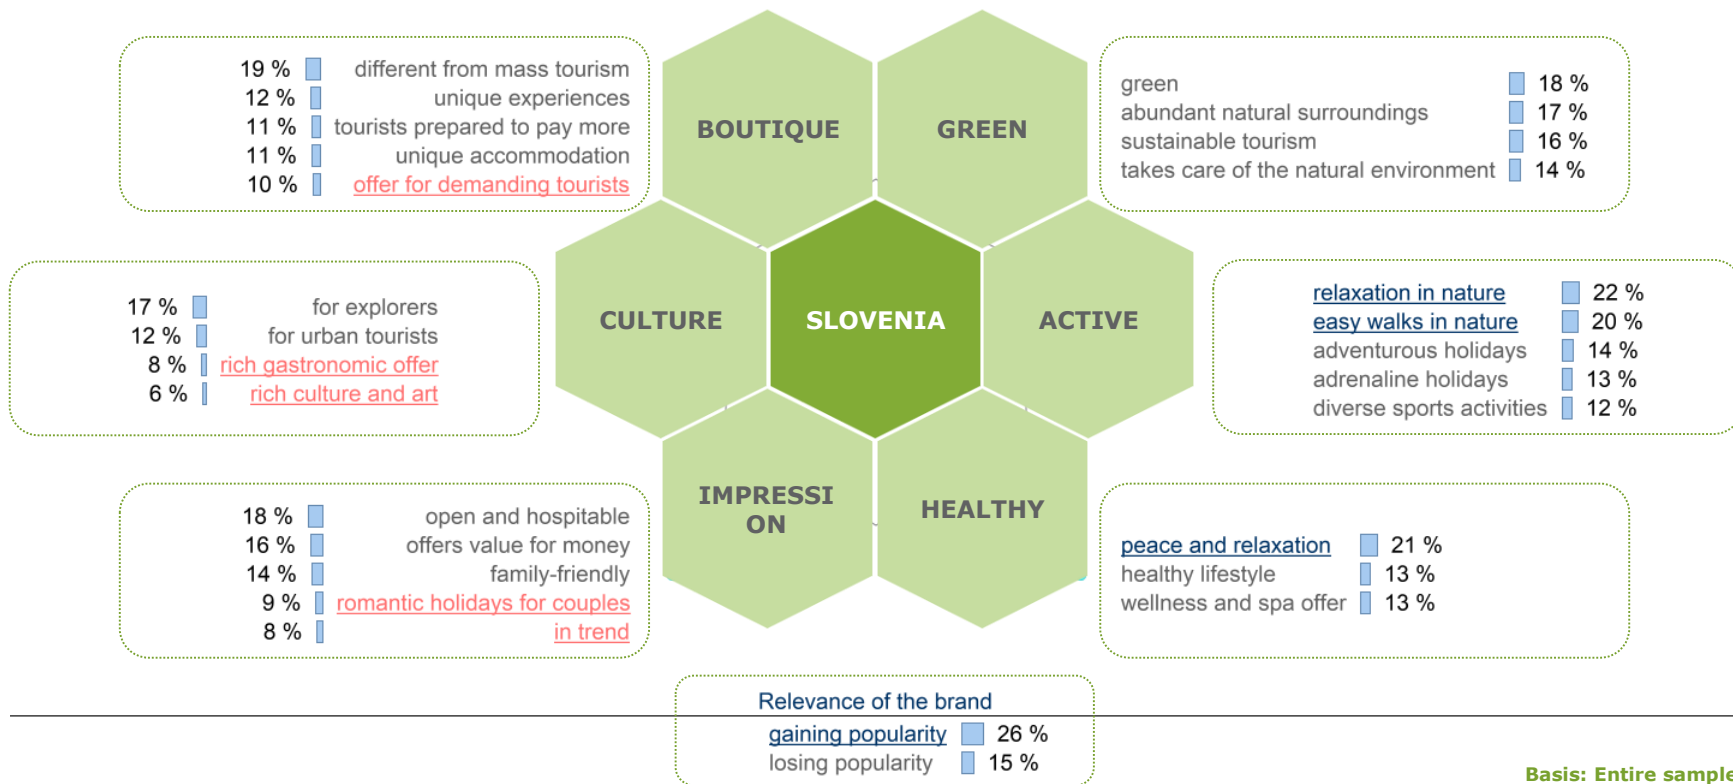 19 % different from mass tourism
12 % unique experiences
11 % tourists prepared to pay more
11 % unique accommodation
10 % offer for demanding tourists
BOUTIQUE
GREEN
green 18 %
abundant natural surroundings 17 %
sustainable tourism 16 %
takes care of the natural environment 14 %
17 % for explorers
12 % for urban tourists
8 % rich gastronomic offer
6 % rich culture and art
CULTURE
SLOVENIA
ACTIVE
relaxation in nature 22 %
easy walks in nature 20 %
adventurous holidays 14 %
adrenaline holidays 13 %
diverse sports activities 12 %
18 % open and hospitable
16 % offers value for money
14 % family-friendly
9 % romantic holidays for couples
8 % in trend
IMPRESSI
ON
HEALTHY
peace and relaxation 21 %
healthy lifestyle 13 %
wellness and spa offer 13 %
Relevance of the brand
gaining popularity 26 %
losing popularity 15 %
Basis: Entire sample